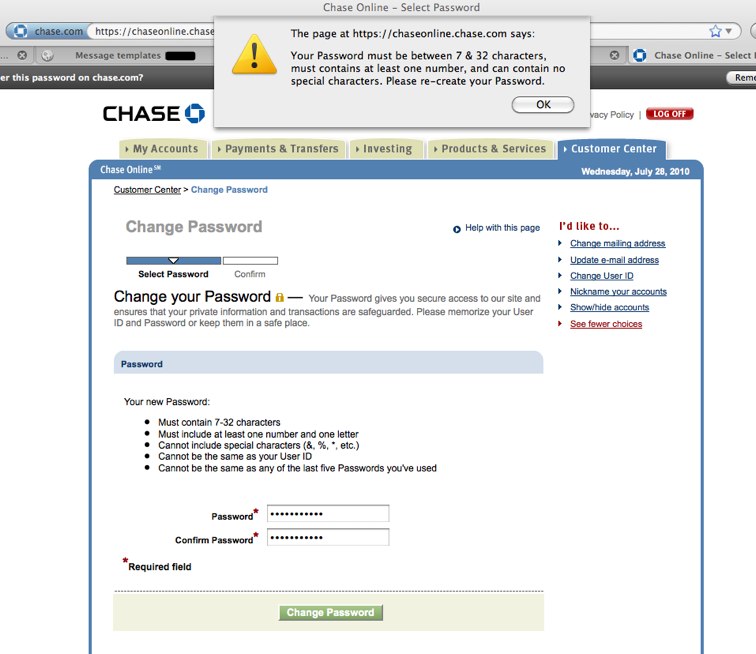 Chase Online – Select Password
chase.com
https://chaseonline.chase
Message templates
Chase Online – Select
er this password on chase.com?
Reme
The page at https://chaseonline.chase.com says:
Your Password must be between 7 & 32 characters,
must contains at least one number, and can contain no
special characters. Please re-create your Password.
OK
CHASE
vacy Policy | LOG OFF
My Accounts
Payments & Transfers
Investing
Products & Services
Customer Center
Chase Online℠
Wednesday, July 28, 2010
Customer Center > Change Password
Change Password
Help with this page
Select Password
Confirm
Change your Password — Your Password gives you secure access to our site and
ensures that your private information and transactions are safeguarded. Please memorize your User
ID and Password or keep them in a safe place.
I'd like to...
Change mailing address
Update e-mail address
Change User ID
Nickname your accounts
Show/hide accounts
See fewer choices
Password
Your new Password:
• Must contain 7-32 characters
• Must include at least one number and one letter
• Cannot include special characters (&, %, *, etc.)
• Cannot be the same as your User ID
• Cannot be the same as any of the last five Passwords you've used
Password* •••••••••••
Confirm Password* •••••••••••
*Required field
Change Password